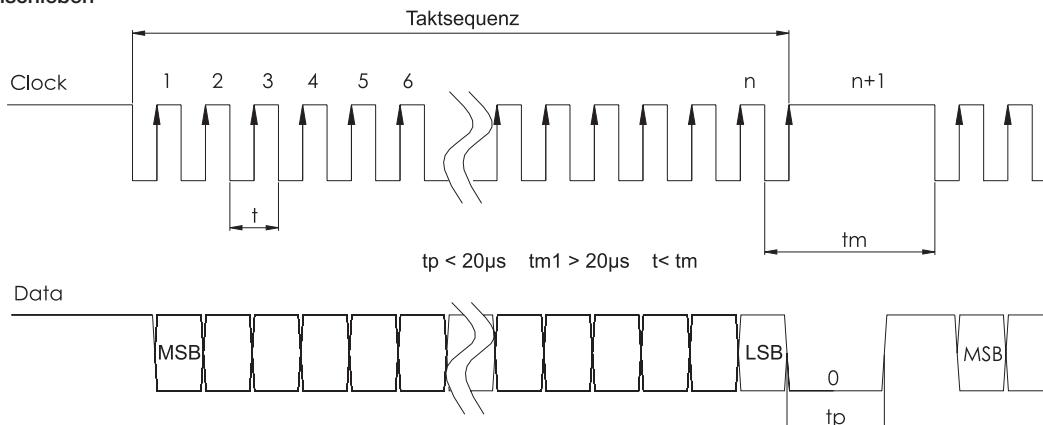 Taktsequenz
Clock 1 2 3 4 5 6 n n+1
t
tm
tp < 20µs tm1 > 20µs t< tm
Data
MSB LSB 0 MSB
tp